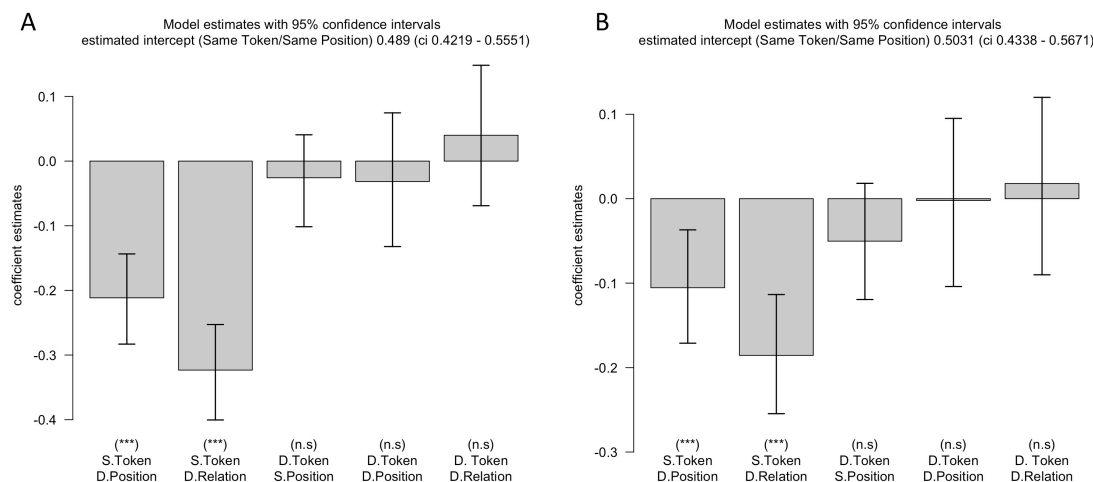 A
Model estimates with 95% confidence intervals
estimated intercept (Same Token/Same Position) 0.489 (ci 0.4219 - 0.5551)
coefficient estimates
0.1
0.0
-0.1
-0.2
-0.3
-0.4
(***) (***) (n.s) (n.s) (n.s)
S.Token S.Token D.Token D.Token D. Token
D.Position D.Relation S.Position D.Position D.Relation
B
Model estimates with 95% confidence intervals
estimated intercept (Same Token/Same Position) 0.5031 (ci 0.4338 - 0.5671)
coefficient estimates
0.1
0.0
-0.1
-0.2
-0.3
(***) (***) (n.s) (n.s) (n.s)
S.Token S.Token D.Token D.Token D. Token
D.Position D.Relation S.Position D.Position D.Relation